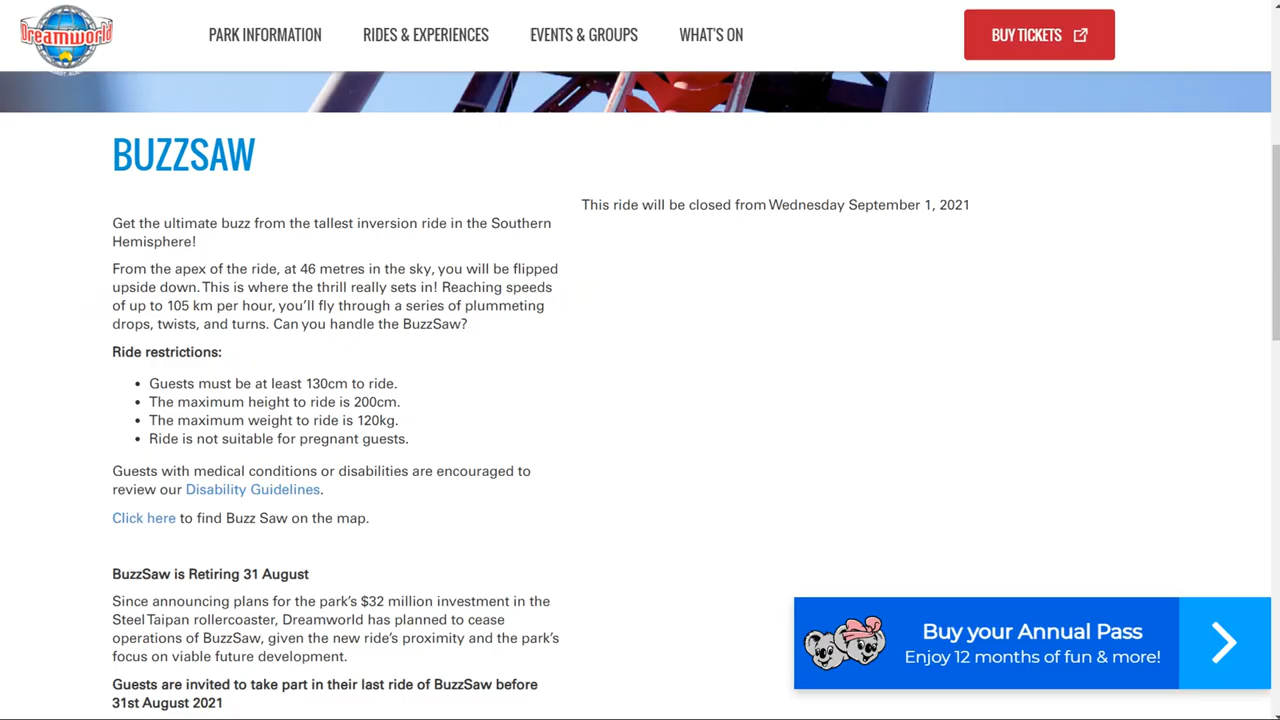 Dreamworld
PARK INFORMATION
RIDES & EXPERIENCES
EVENTS & GROUPS
WHAT'S ON
BUY TICKETS
BUZZSAW
Get the ultimate buzz from the tallest inversion ride in the Southern
Hemisphere!
From the apex of the ride, at 46 metres in the sky, you will be flipped
upside down. This is where the thrill really sets in! Reaching speeds
of up to 105 km per hour, you'll fly through a series of plummeting
drops, twists, and turns. Can you handle the BuzzSaw?
Ride restrictions:
• Guests must be at least 130cm to ride.
• The maximum height to ride is 200cm.
• The maximum weight to ride is 120kg.
• Ride is not suitable for pregnant guests.
Guests with medical conditions or disabilities are encouraged to
review our Disability Guidelines.
Click here to find Buzz Saw on the map.
BuzzSaw is Retiring 31 August
Since announcing plans for the park's $32 million investment in the
Steel Taipan rollercoaster, Dreamworld has planned to cease
operations of BuzzSaw, given the new ride's proximity and the park's
focus on viable future development.
Guests are invited to take part in their last ride of BuzzSaw before
31st August 2021
This ride will be closed from Wednesday September 1, 2021
Buy your Annual Pass
Enjoy 12 months of fun & more!